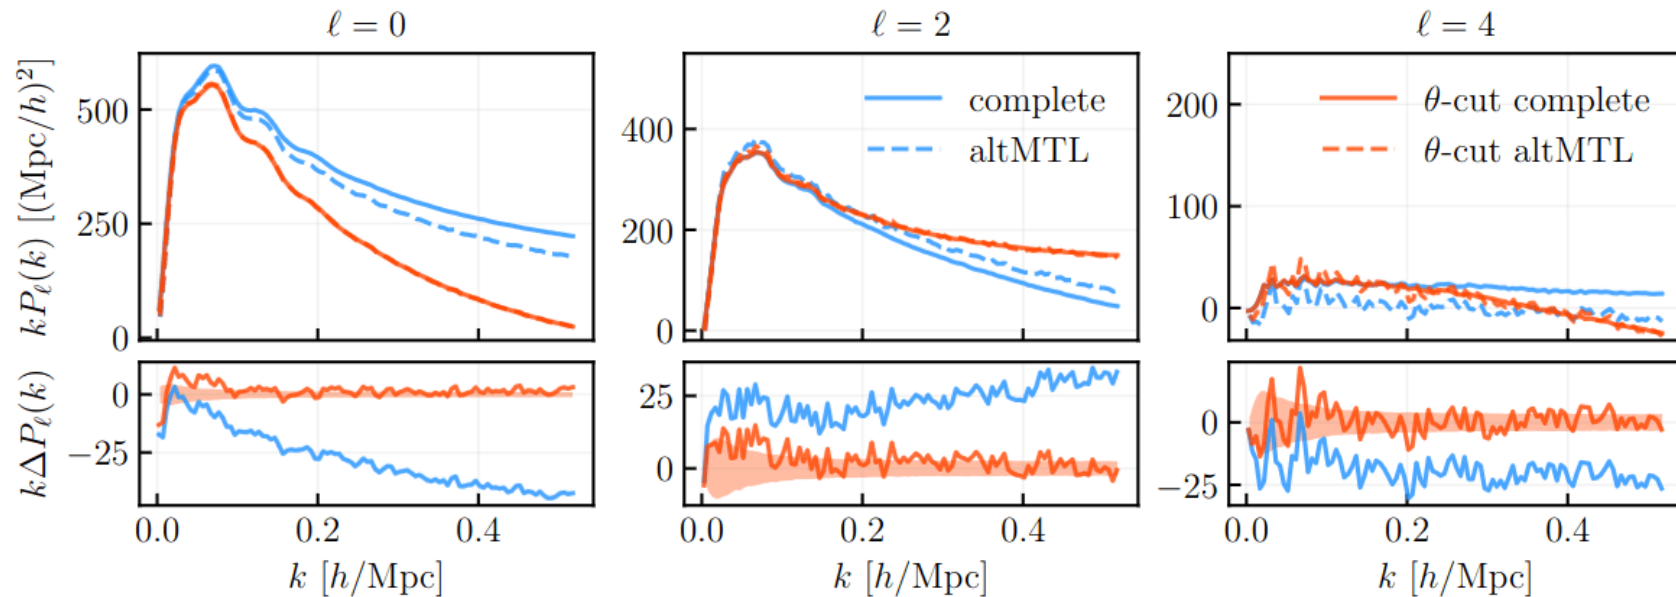 ℓ = 0
ℓ = 2
ℓ = 4
kP_ℓ(k) [(Mpc/h)^2]
500
250
0
400
200
0
complete
altMTL
200
100
0
θ-cut complete
θ-cut altMTL
kΔP_ℓ(k)
0
−25
25
0
0
−25
0.0 0.2 0.4
0.0 0.2 0.4
0.0 0.2 0.4
k [h/Mpc]
k [h/Mpc]
k [h/Mpc]